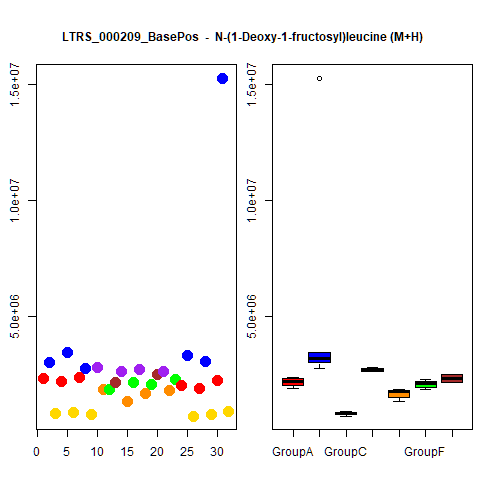 LTRS_000209_BasePos - N-(1-Deoxy-1-fructosyl)leucine (M+H)
1.5e+07
1.0e+07
5.0e+06
0 5 10 15 20 25 30
1.5e+07
1.0e+07
5.0e+06
GroupA GroupC GroupF